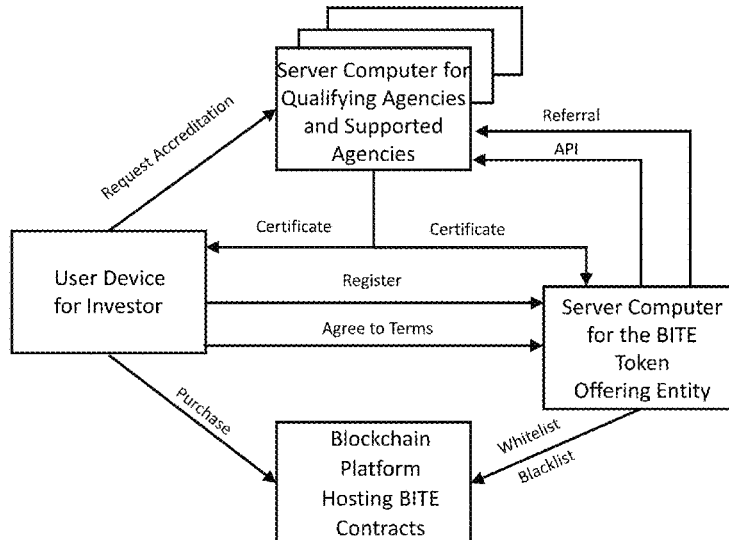 Server Computer for
Qualifying Agencies
and Supported
Agencies
Request Accreditation
Referral
API
Certificate
Certificate
User Device
for Investor
Register
Agree to Terms
Server Computer
for the BITE
Token
Offering Entity
Purchase
Whitelist
Blacklist
Blockchain
Platform
Hosting BITE
Contracts